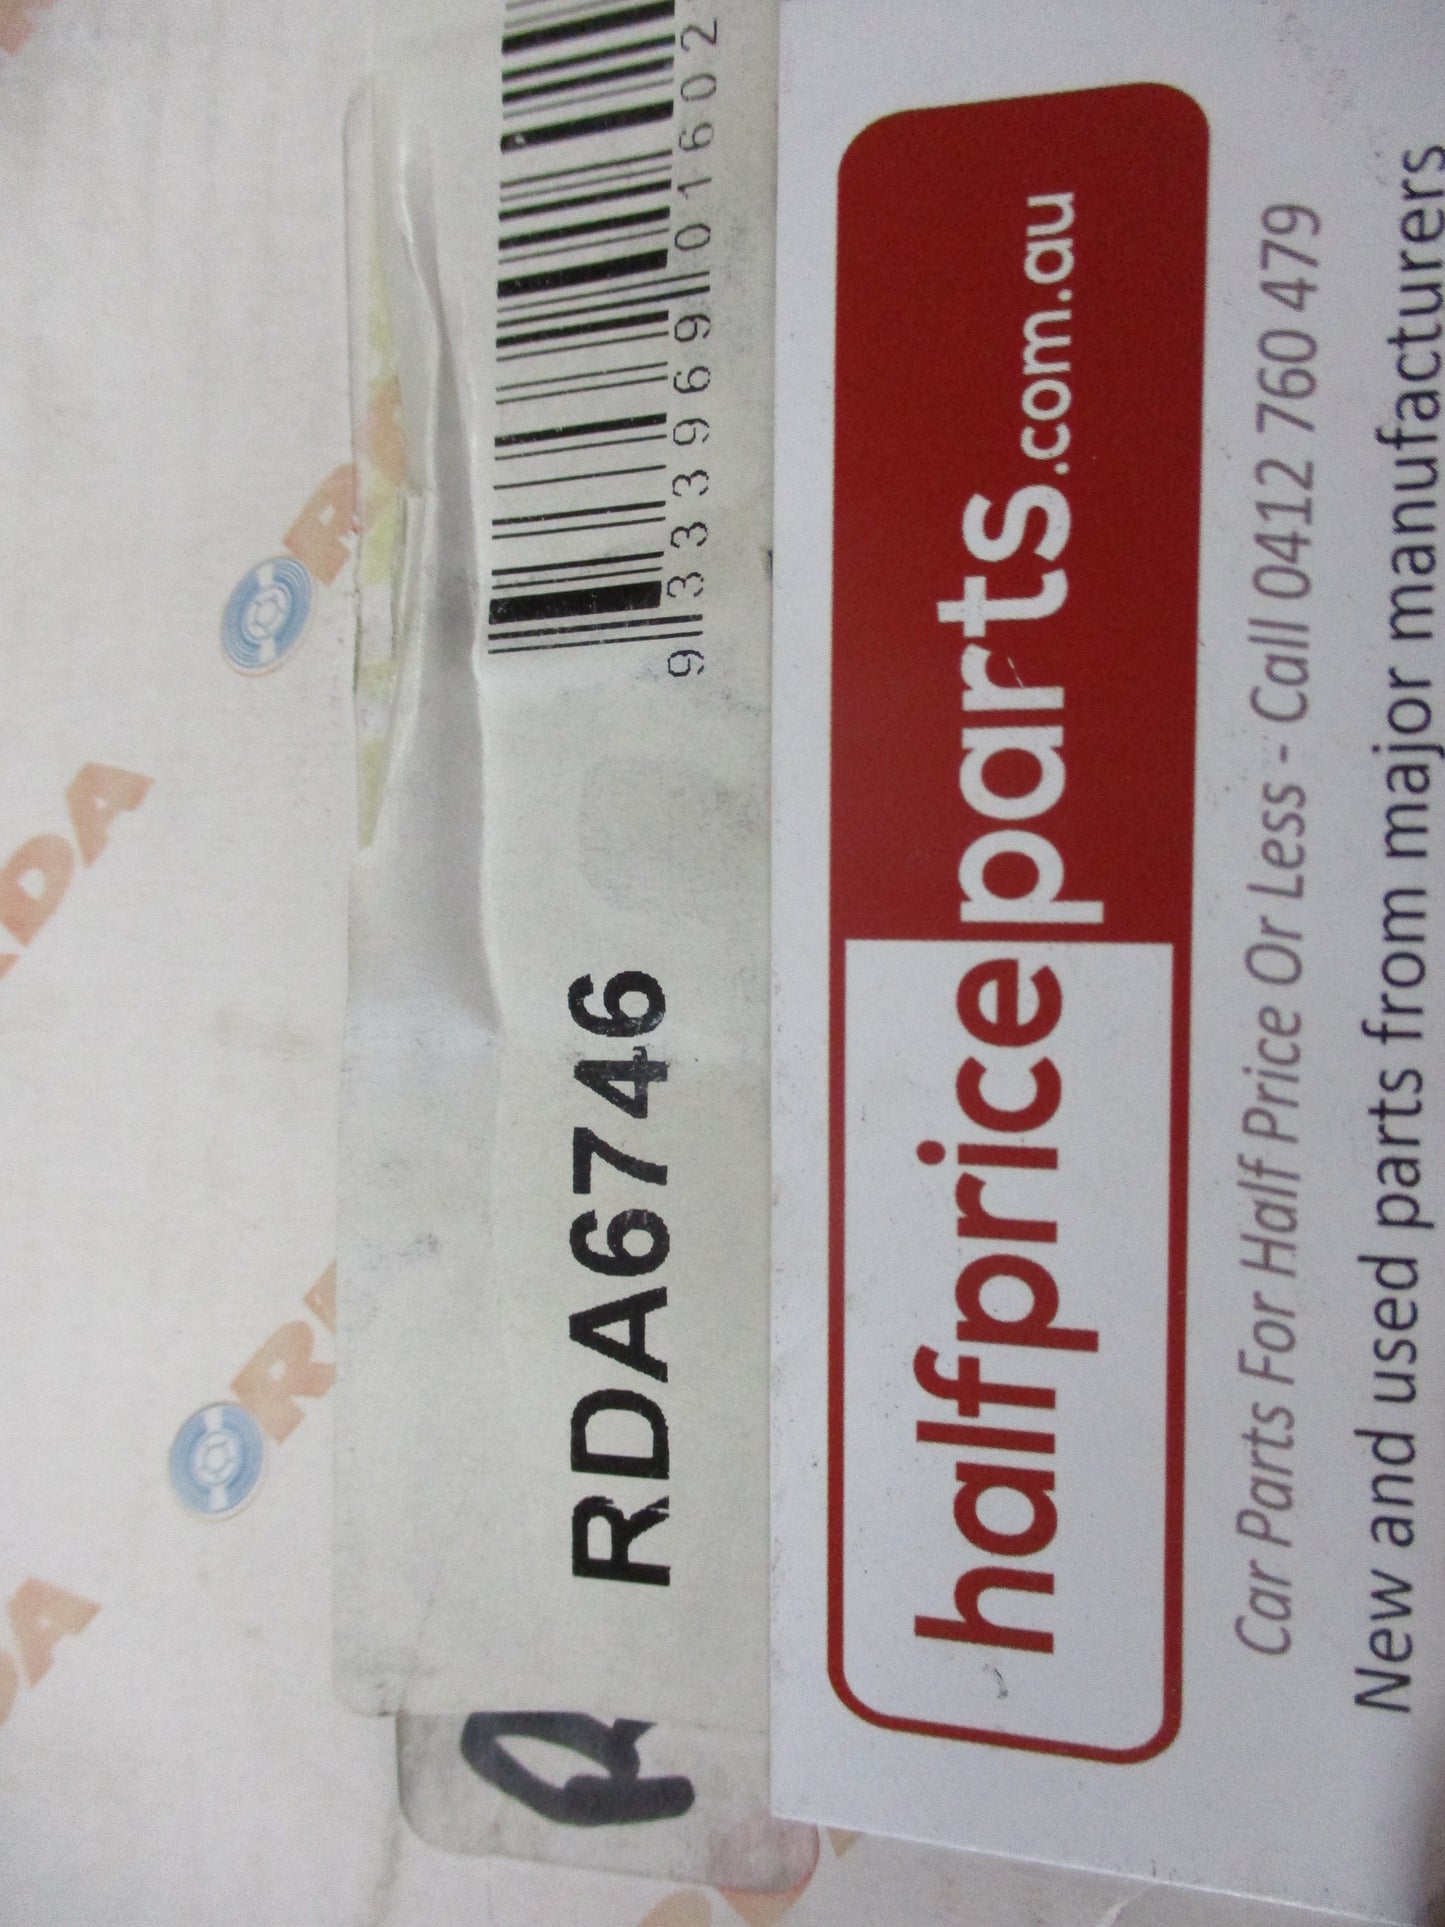 RDA
RDA6746
9 333969 01602
halfpriceparts.com.au
Car Parts For Half Price Or Less - Call 0412 760 479
New and used parts from major manufacturers